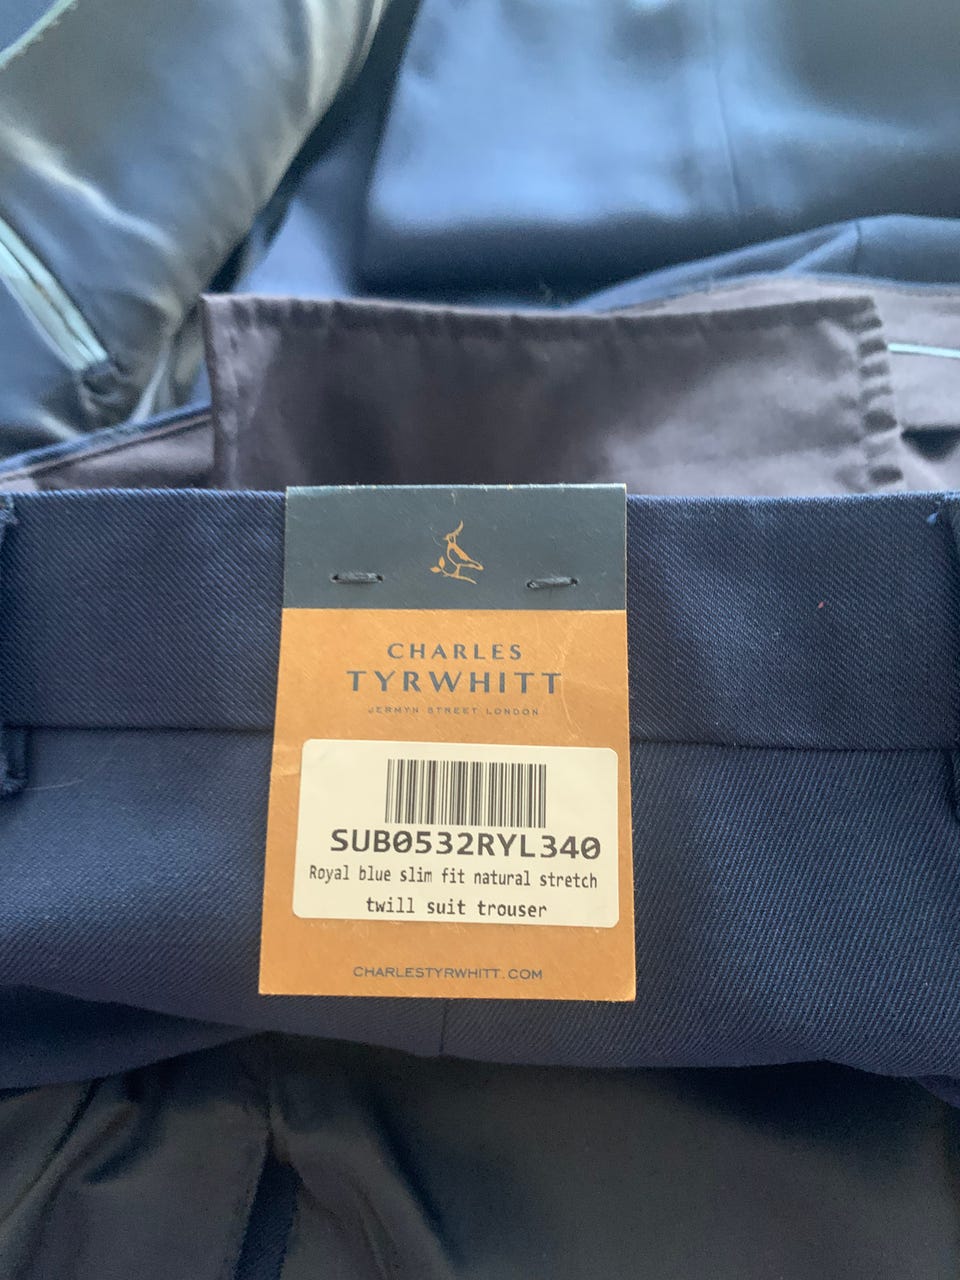 CHARLES
TYRWHITT
JERMYN STREET LONDON
SUB0532RYL340
Royal blue slim fit natural stretch
twill suit trouser
CHARLESTYRWHITT.COM